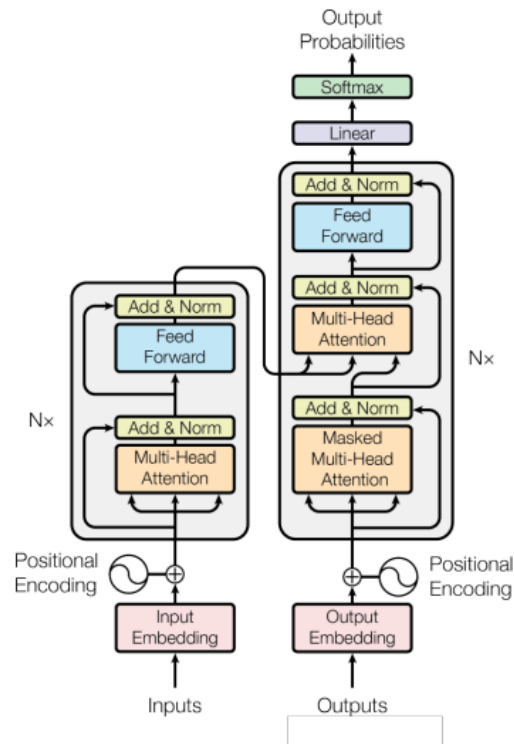 Output
Probabilities
Softmax
Linear
Add & Norm
Feed
Forward
Add & Norm
Multi-Head
Attention
Add & Norm
Masked
Multi-Head
Attention
Nx
Add & Norm
Feed
Forward
Add & Norm
Multi-Head
Attention
Nx
Positional
Encoding
Positional
Encoding
Input
Embedding
Output
Embedding
Inputs
Outputs